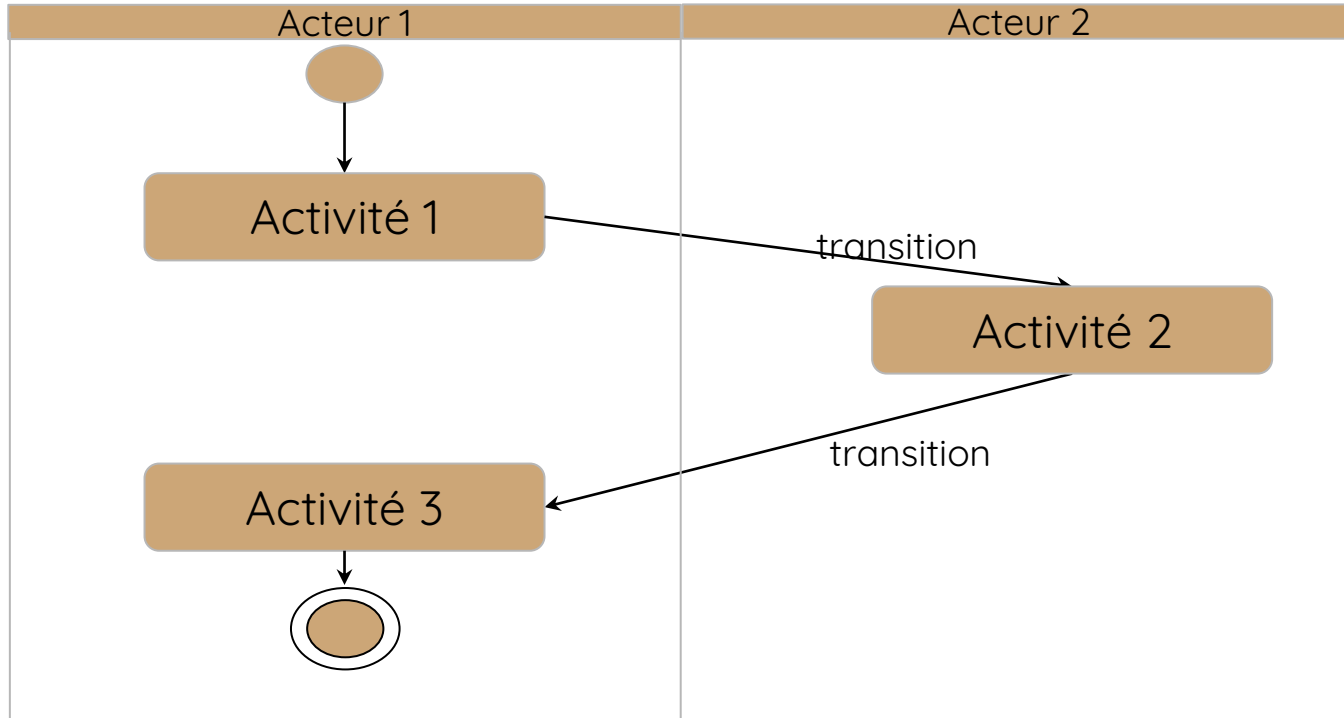 Acteur 1
Acteur 2
Activité 1
transition
Activité 2
transition
Activité 3